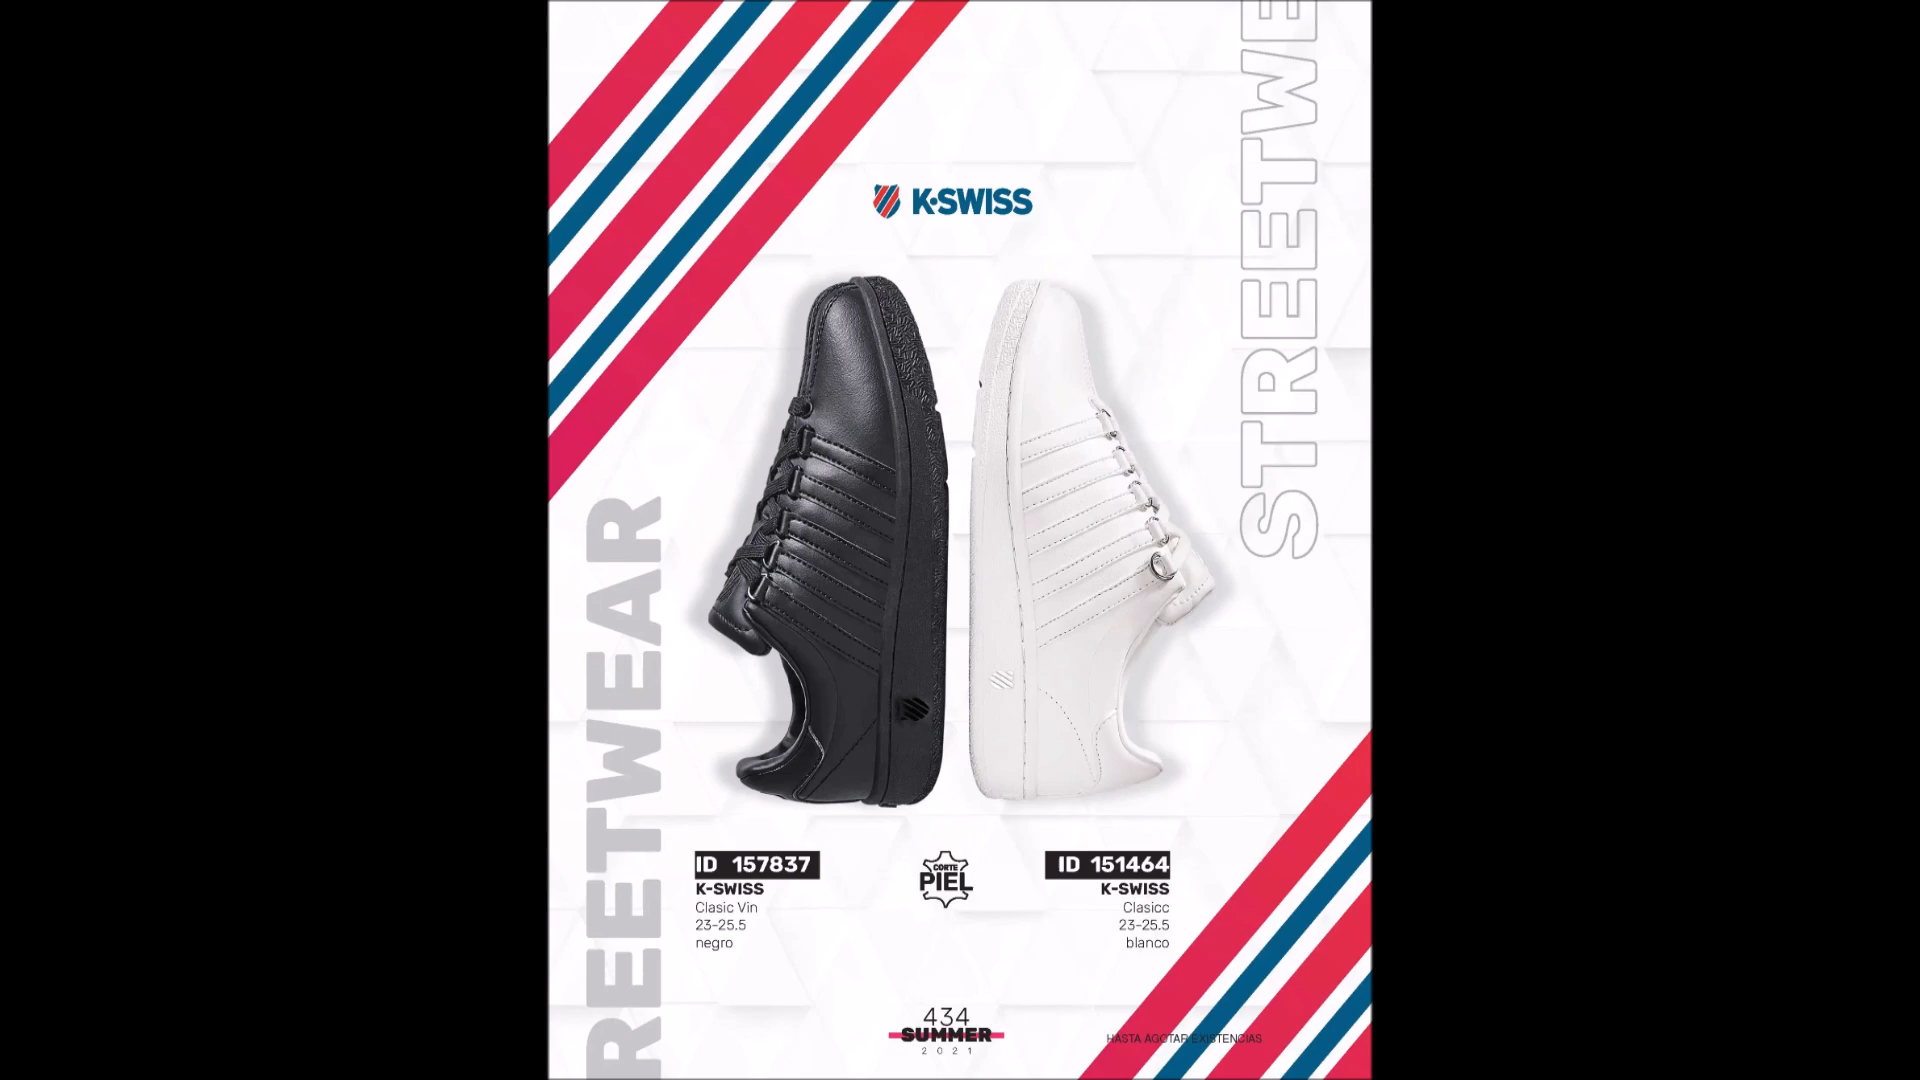 STREETWE
K·SWISS
REETWEAR
ID 157837
K-SWISS
Clasic Vin
23-25.5
negro
CORTE
PIEL
ID 151464
K-SWISS
Clasicc
23-25.5
blanco
434
SUMMER
2021
HASTA AGOTAR EXISTENCIAS